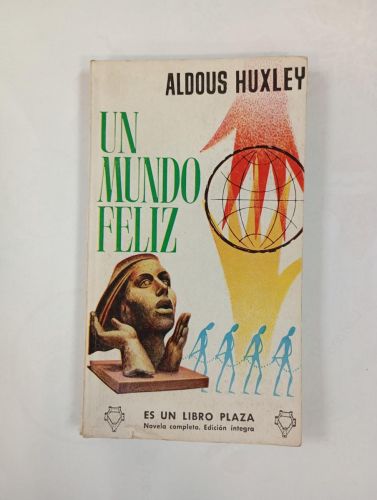 ALDOUS HUXLEY
UN
MUNDO
FELIZ
ES UN LIBRO PLAZA
Novela completa. Edición íntegra